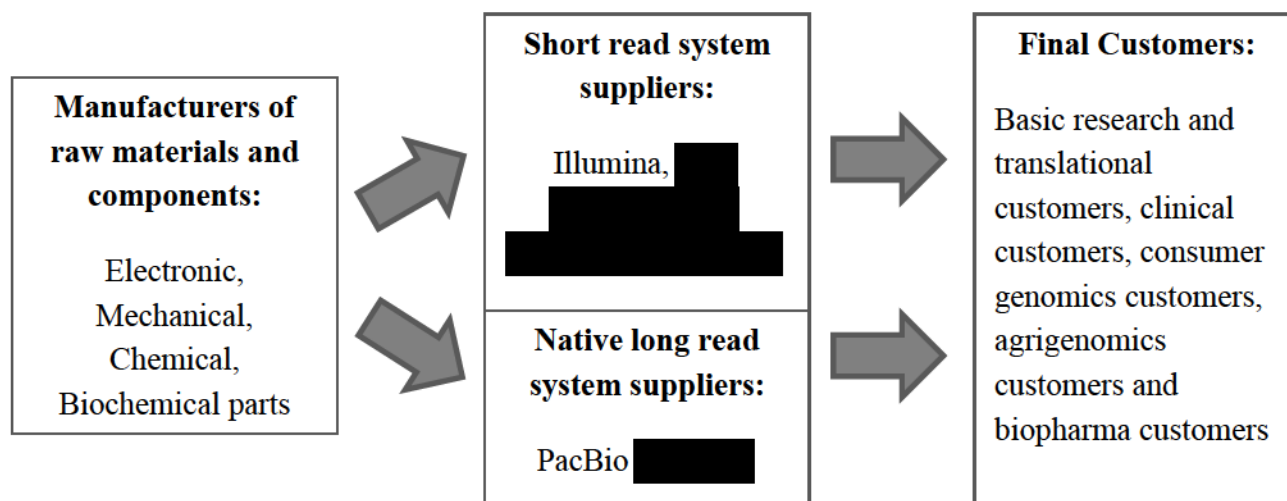 Manufacturers of
raw materials and
components:
Electronic,
Mechanical,
Chemical,
Biochemical parts
Short read system
suppliers:
Illumina,
Native long read
system suppliers:
PacBio
Final Customers:
Basic research and
translational
customers, clinical
customers, consumer
genomics customers,
agrigenomics
customers and
biopharma customers